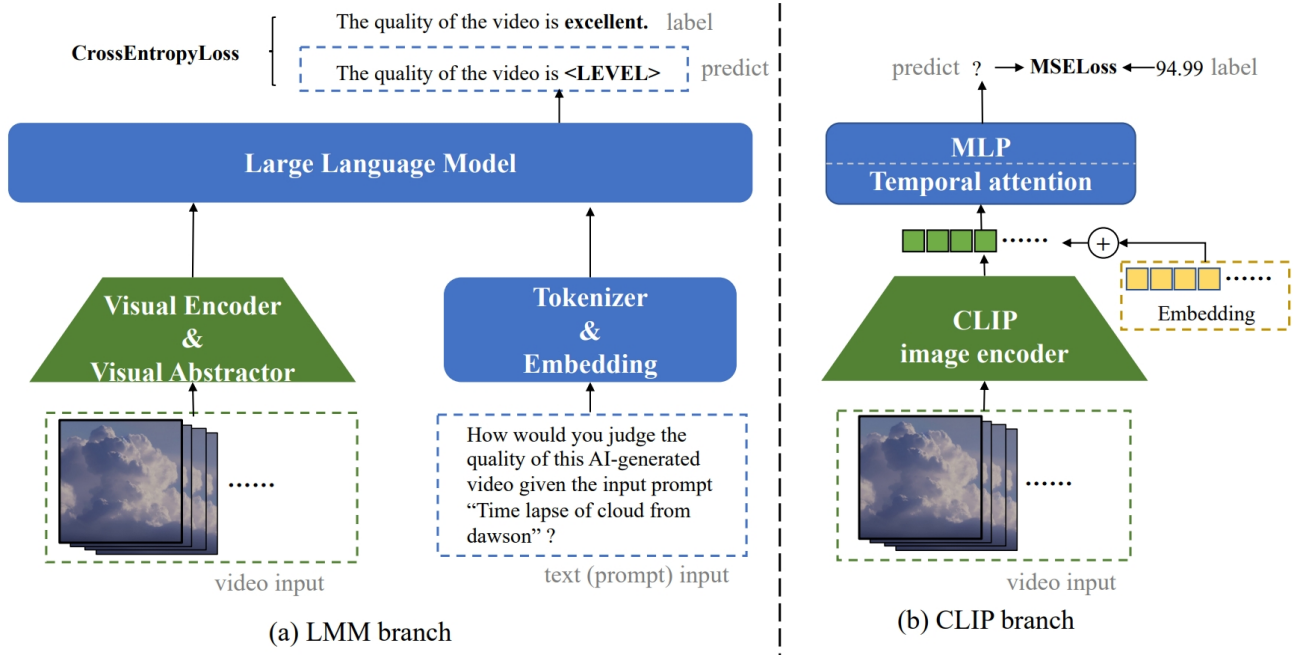 The quality of the video is excellent. label
CrossEntropyLoss
The quality of the video is <LEVEL> predict
Large Language Model
Visual Encoder
&
Visual Abstractor
Tokenizer
&
Embedding
video input
How would you judge the
quality of this AI-generated
video given the input prompt
“Time lapse of cloud from
dawson” ?
text (prompt) input
(a) LMM branch
predict ? MSELoss 94.99 label
MLP
Temporal attention
......
+
......
Embedding
CLIP
image encoder
......
......
video input
(b) CLIP branch